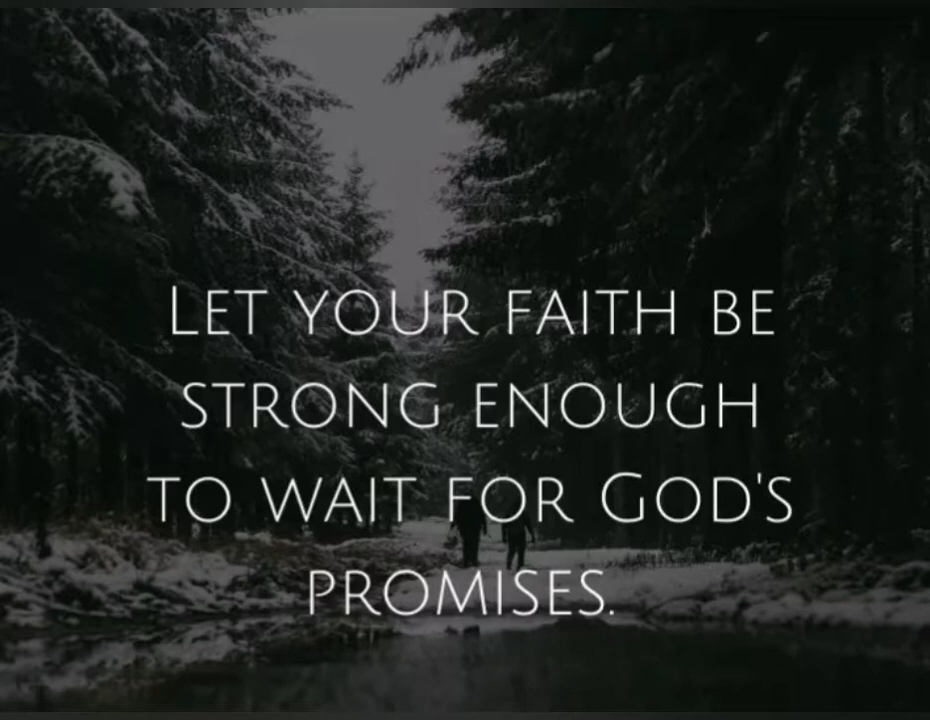 Let your faith be
strong enough
to wait for God's
promises.